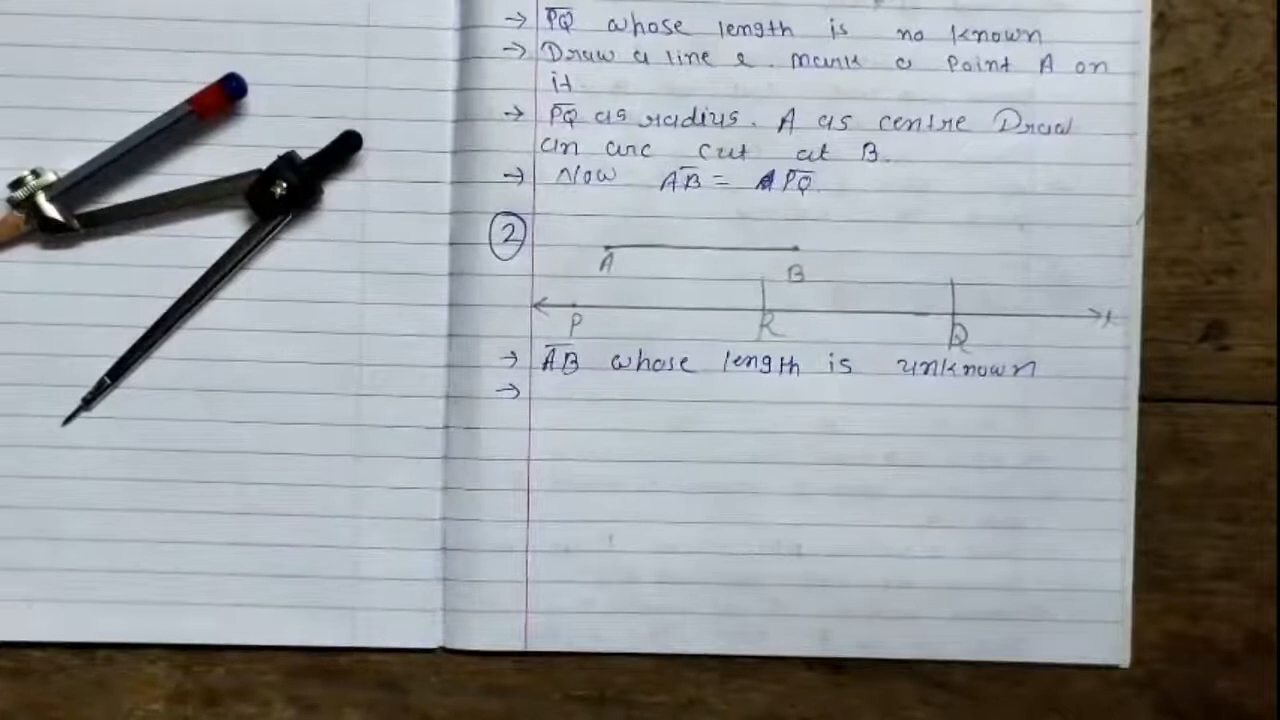 → PQ whose length is no known
→ Draw a line l. mark a point A on
it
→ PQ as radius. A as centre Draw
an arc cut at B.
→ Now AB = PQ.
2
A B
P R Q l
→ AB whose length is unknown
→